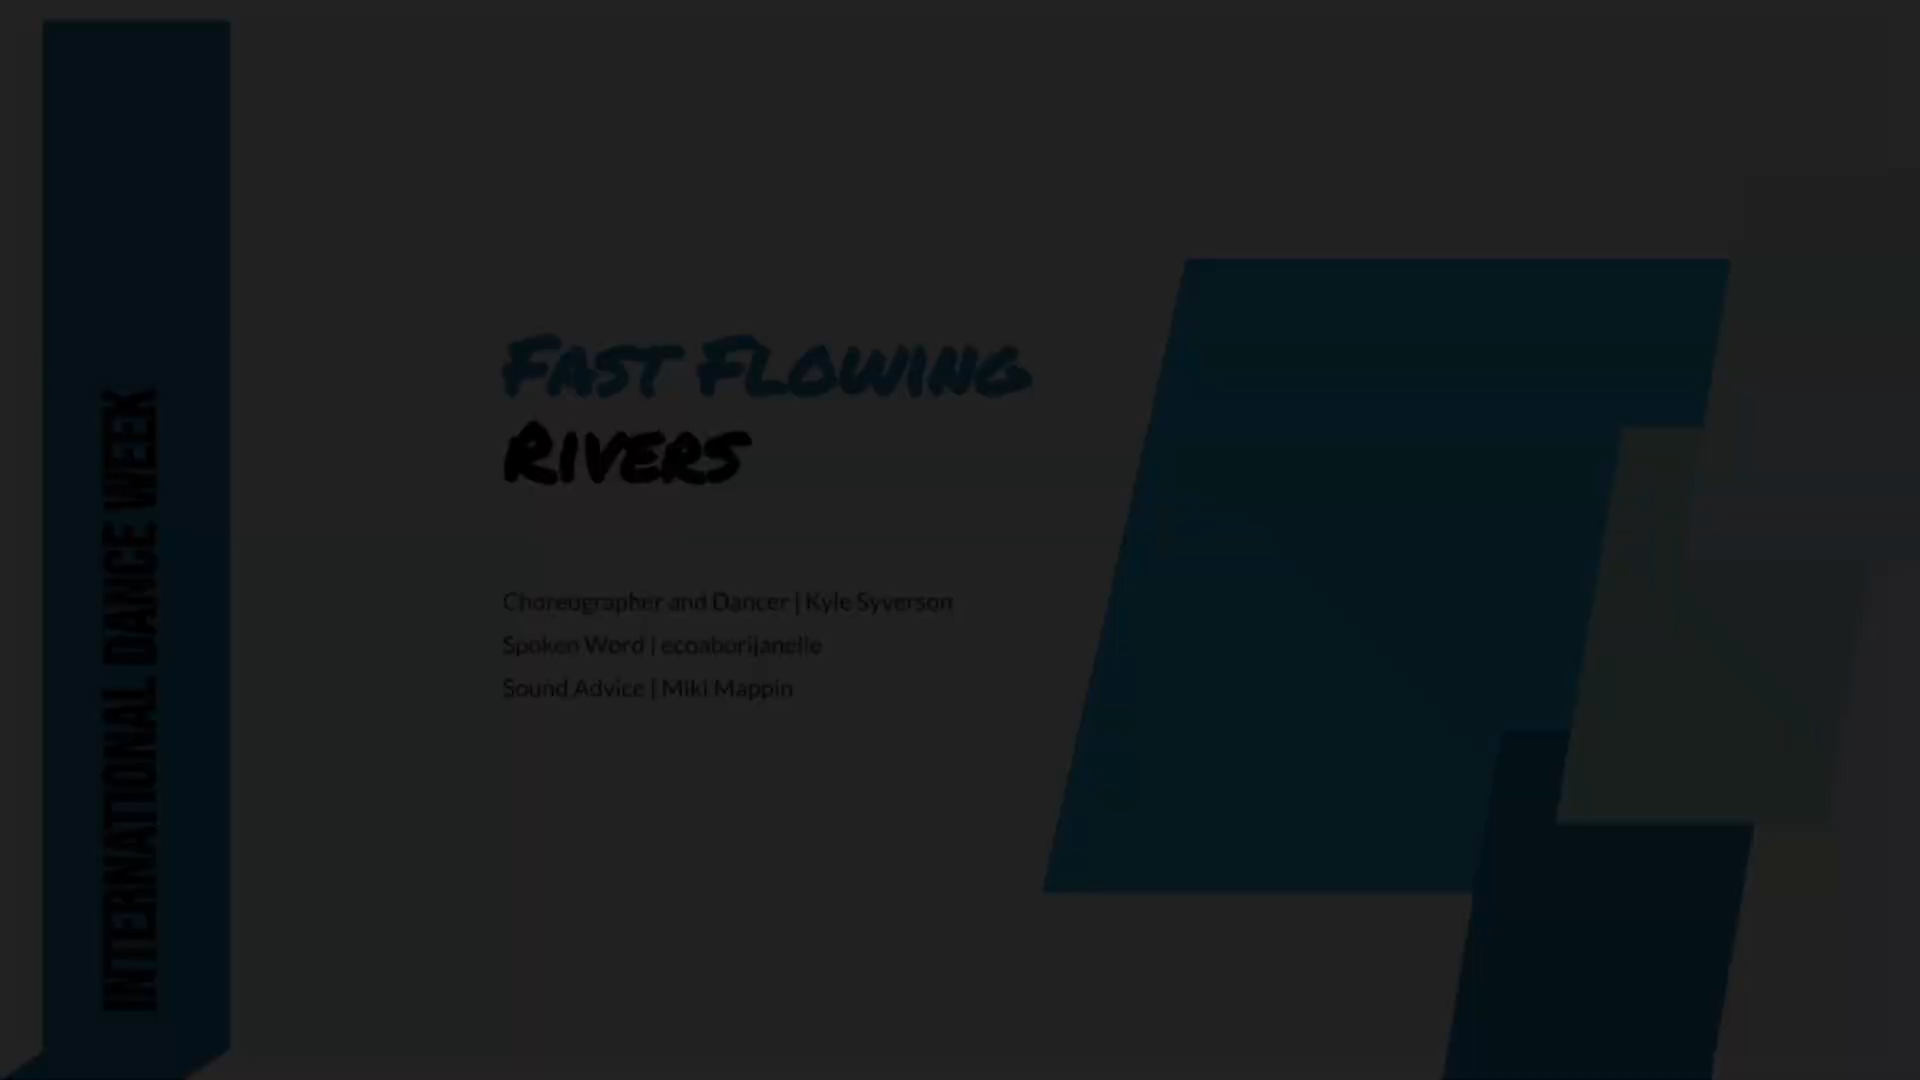 INTERNATIONAL DANCE WEEK
FAST FLOWING
RIVERS
Choreographer and Dancer | Kyle Syverson
Spoken Word | ecoaborijanelle
Sound Advice | Miki Mappin